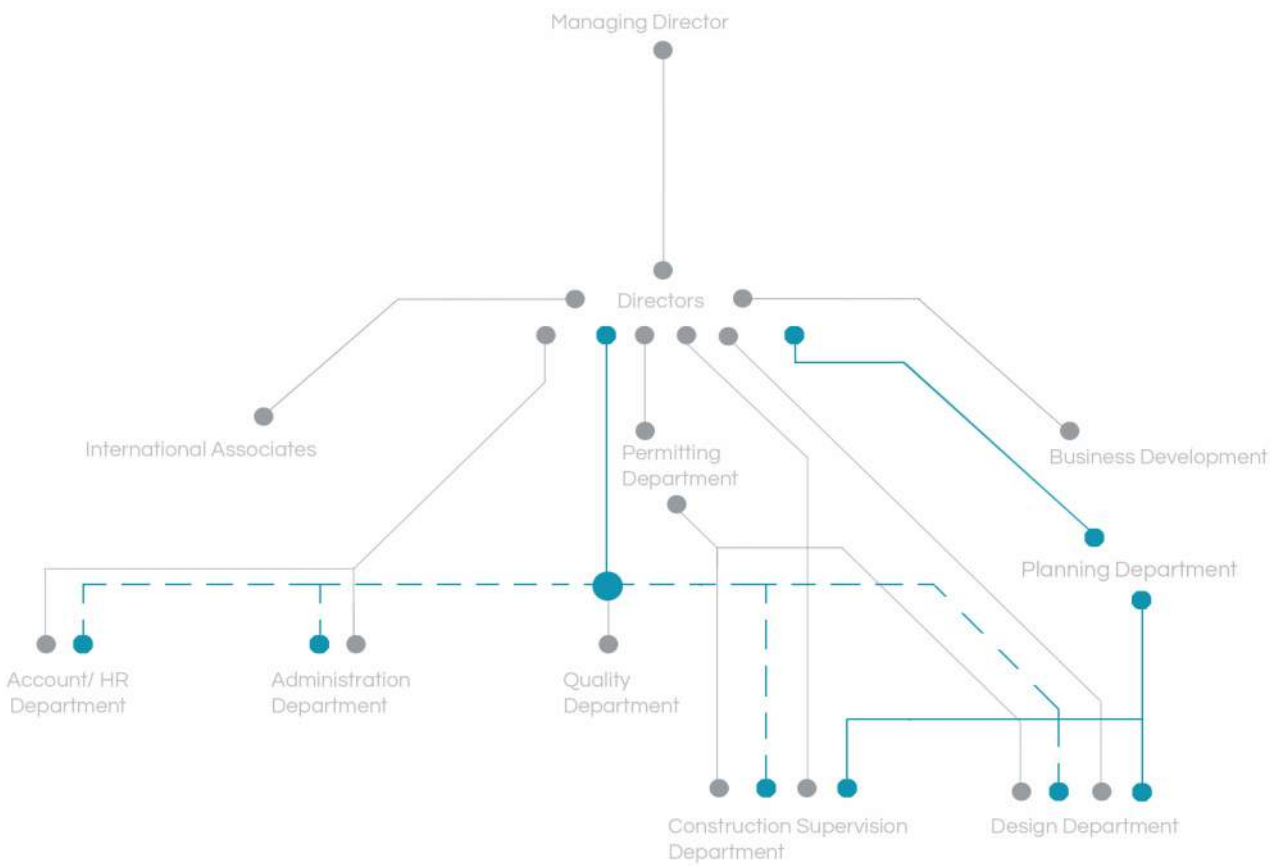 Managing Director
Directors
International Associates
Permitting
Department
Business Development
Planning Department
Account/ HR
Department
Administration
Department
Quality
Department
Construction Supervision
Department
Design Department